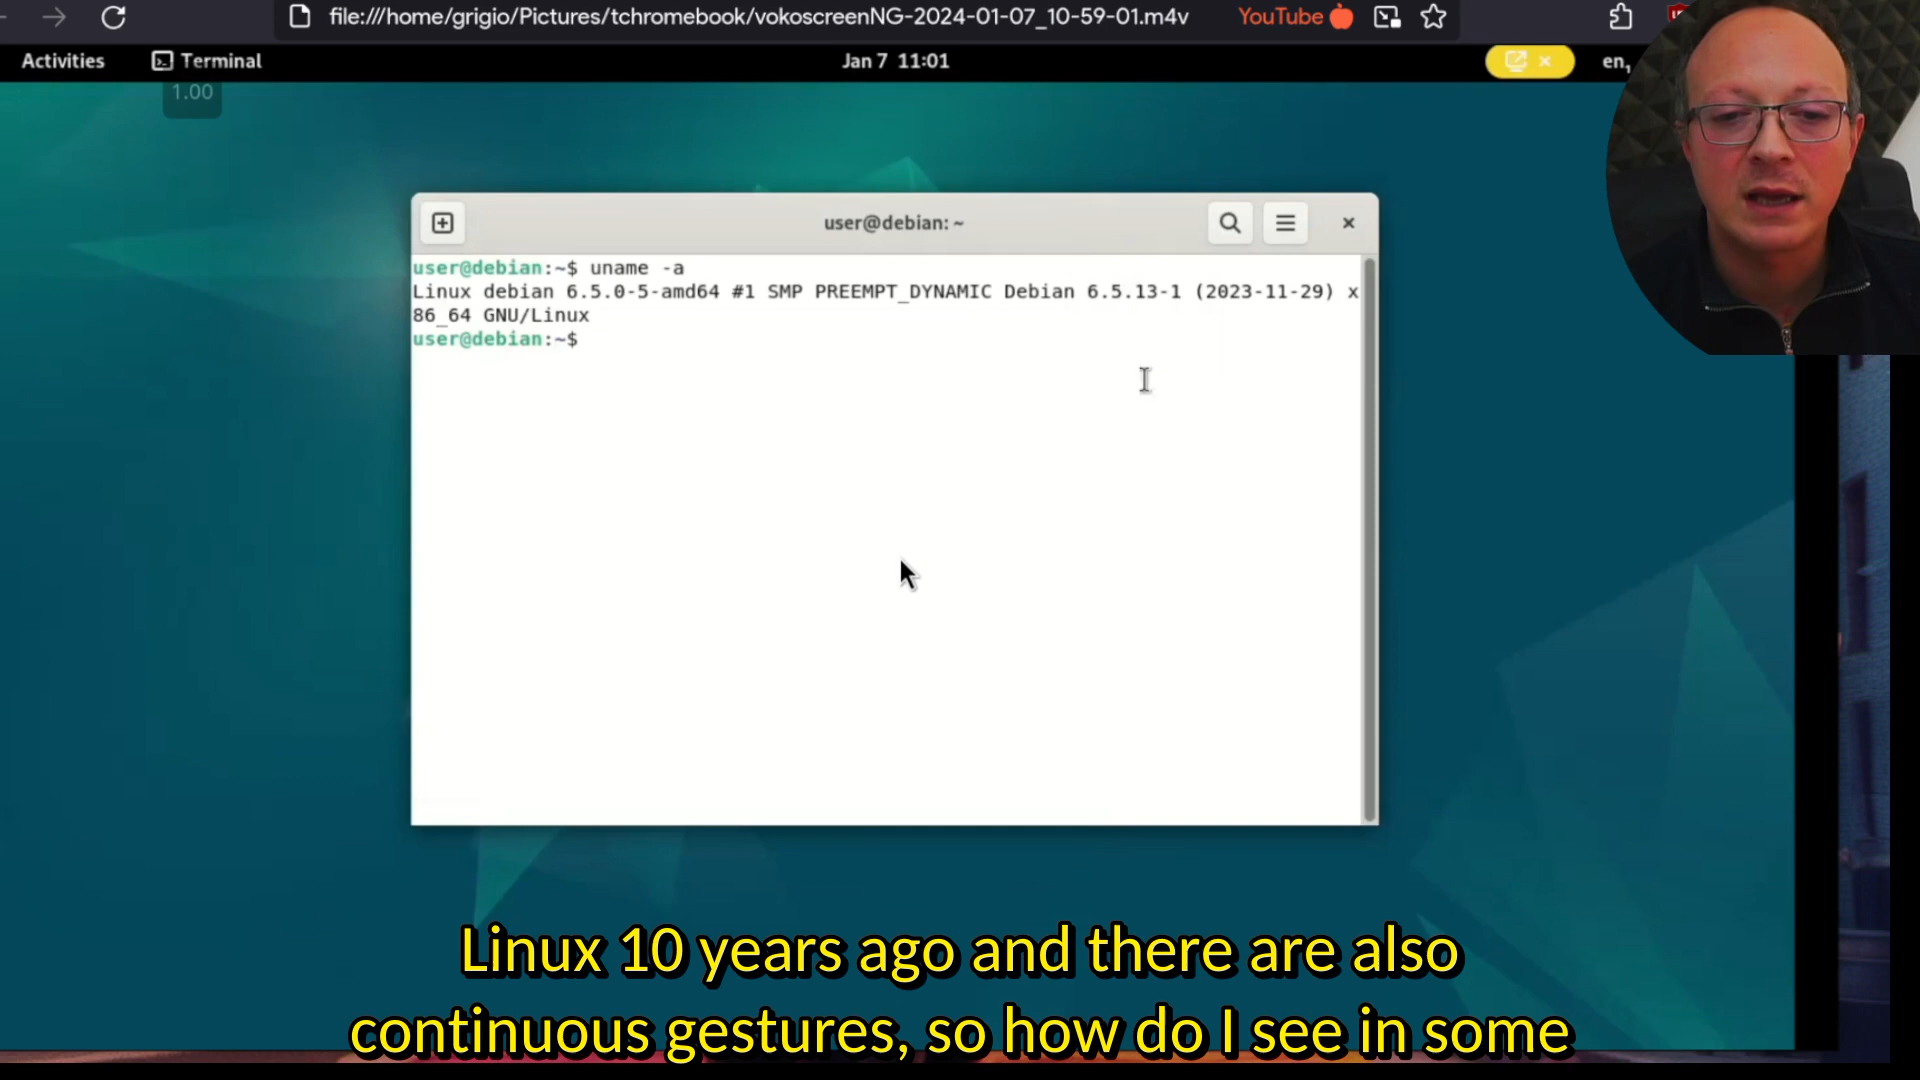 file:///home/grigio/Pictures/tchromebook/vokoscreenNG-2024-01-07_10-59-01.m4v YouTube
Activities Terminal Jan 7 11:01 en,
1.00
user@debian: ~
user@debian:~$ uname -a
Linux debian 6.5.0-5-amd64 #1 SMP PREEMPT_DYNAMIC Debian 6.5.13-1 (2023-11-29) x
86_64 GNU/Linux
user@debian:~$
Linux 10 years ago and there are also
continuous gestures, so how do I see in some